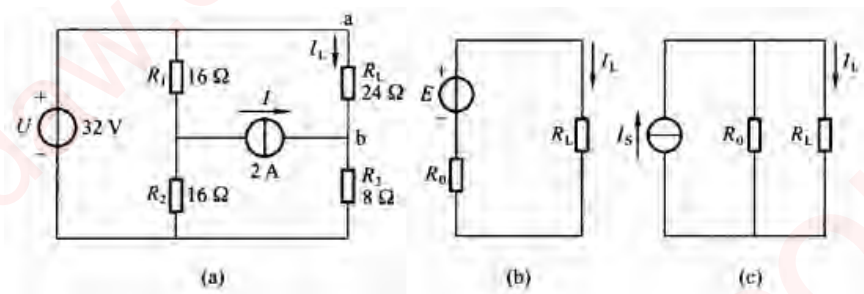 a
I_L
R_1 16 Ω
R_L
24 Ω
+
U 32 V
−
I
b
2 A
R_2 16 Ω
R_3
8 Ω
(a)
+
E
−
I_L
R_L
R_0
(b)
I_L
I_S R_0 R_L
(c)